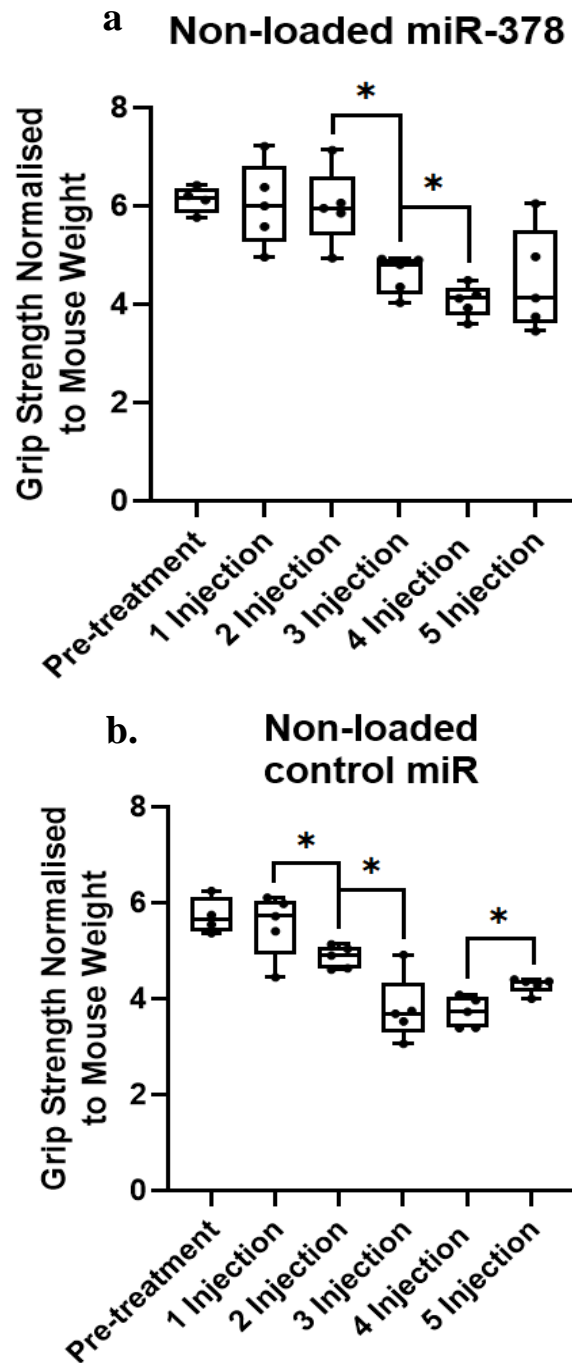 a Non-loaded miR-378
Grip Strength Normalised
to Mouse Weight
8
6
4
2
0
*
*
Pre-treatment
1 Injection
2 Injection
3 Injection
4 Injection
5 Injection
b. Non-loaded
control miR
Grip Strength Normalised
to Mouse Weight
8
6
4
2
0
*
*
*
Pre-treatment
1 Injection
2 Injection
3 Injection
4 Injection
5 Injection